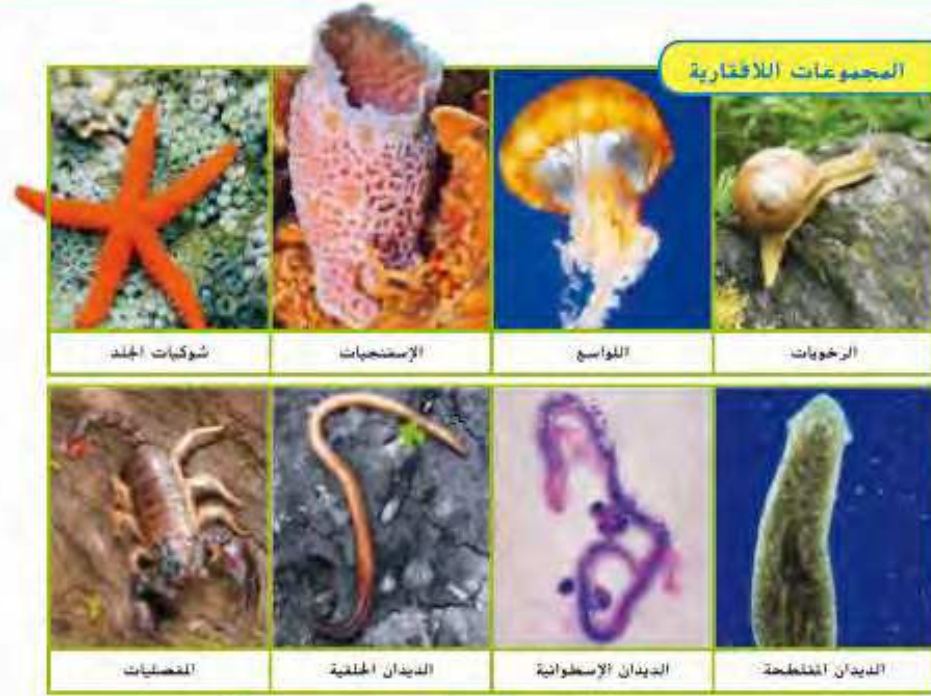 المجموعات اللافقارية
الرخويات
اللواسع
الإسفنجيات
شوكيات الجلد
الديدان المفلطحة
الديدان الإسطوانية
الديدان الحلقية
المفصليات